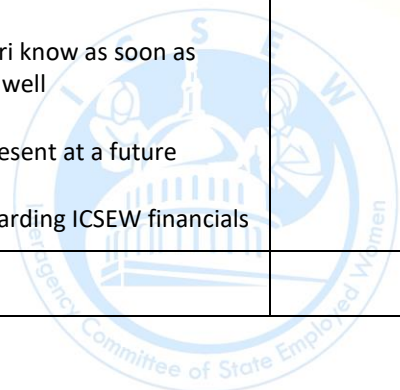 ri know as soon as
well
esent at a future
arding ICSEW financials
I C S E W
Interagency Committee of State Employed Women